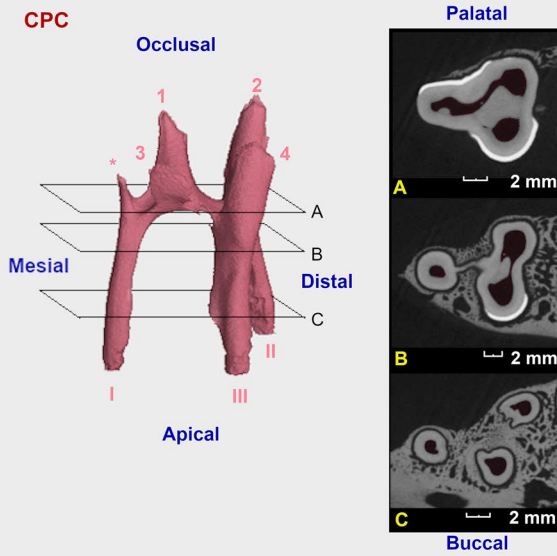 CPC
Palatal
Occlusal
1
2
3
4
*
A
B
C
Mesial
Distal
I
II
III
Apical
A
2 mm
B
2 mm
C
2 mm
Buccal